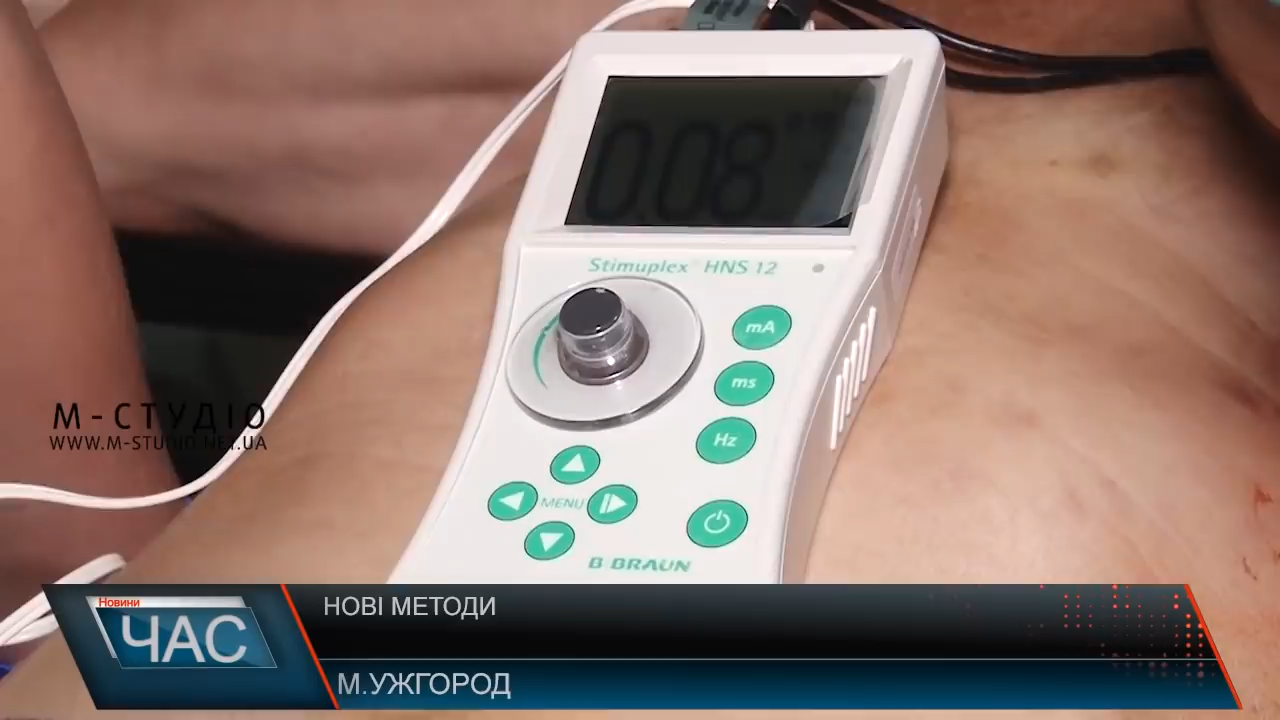 0.08
Stimuplex HNS 12
mA
ms
Hz
MENU
B BRAUN
М-СТУДІО
WWW.M-STUDIO.NET.UA
Новини
ЧАС
НОВІ МЕТОДИ
М.УЖГОРОД